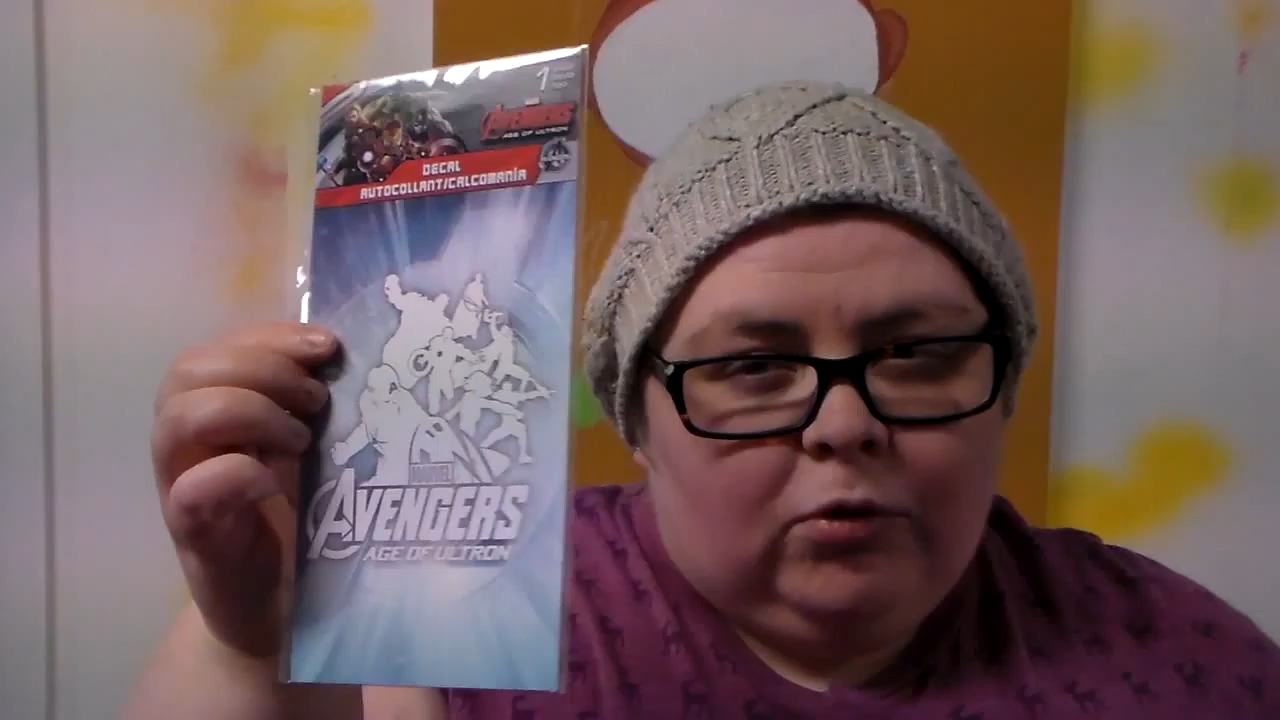 1
AVENGERS
AGE OF ULTRON
DECAL
AUTOCOLLANT/CALCOMANÍA
MARVEL
AVENGERS
AGE OF ULTRON